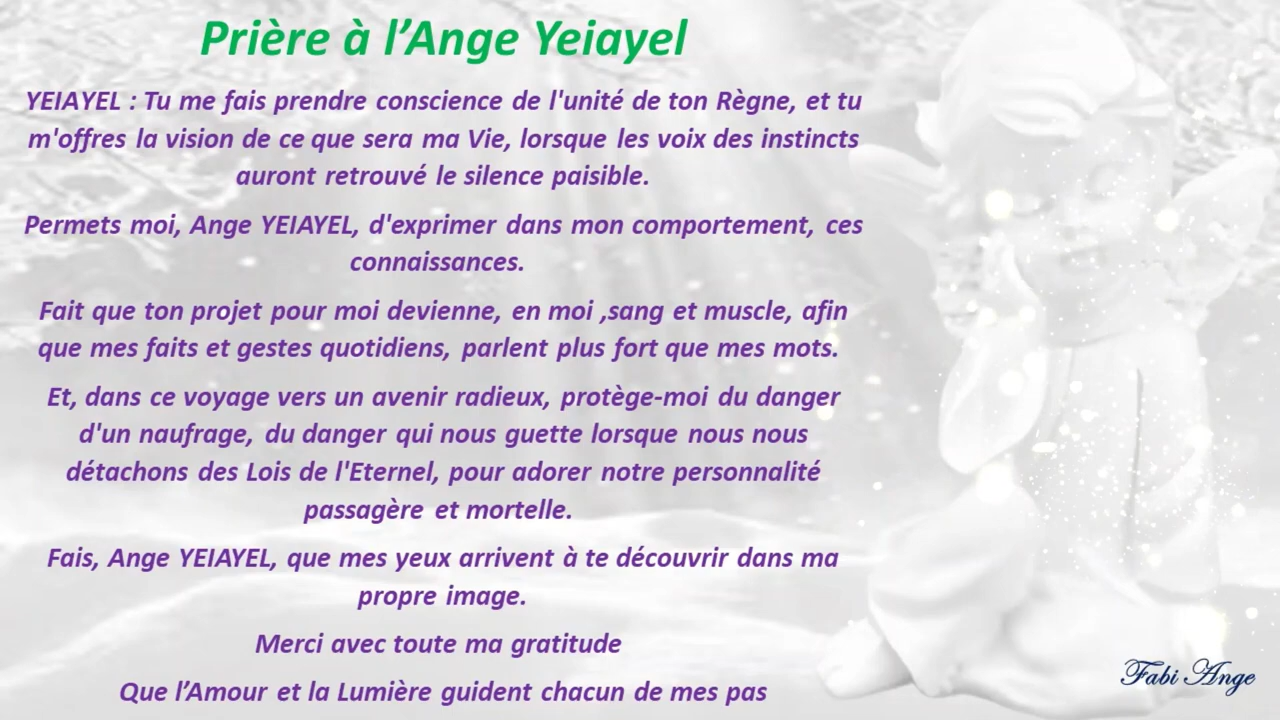 Prière à l’Ange Yeiayel
YEIAYEL : Tu me fais prendre conscience de l'unité de ton Règne, et tu
m'offres la vision de ce que sera ma Vie, lorsque les voix des instincts
auront retrouvé le silence paisible.
Permets moi, Ange YEIAYEL, d'exprimer dans mon comportement, ces
connaissances.
Fait que ton projet pour moi devienne, en moi ,sang et muscle, afin
que mes faits et gestes quotidiens, parlent plus fort que mes mots.
Et, dans ce voyage vers un avenir radieux, protège-moi du danger
d'un naufrage, du danger qui nous guette lorsque nous nous
détachons des Lois de l'Eternel, pour adorer notre personnalité
passagère et mortelle.
Fais, Ange YEIAYEL, que mes yeux arrivent à te découvrir dans ma
propre image.
Merci avec toute ma gratitude
Que l’Amour et la Lumière guident chacun de mes pas
Fabi Ange